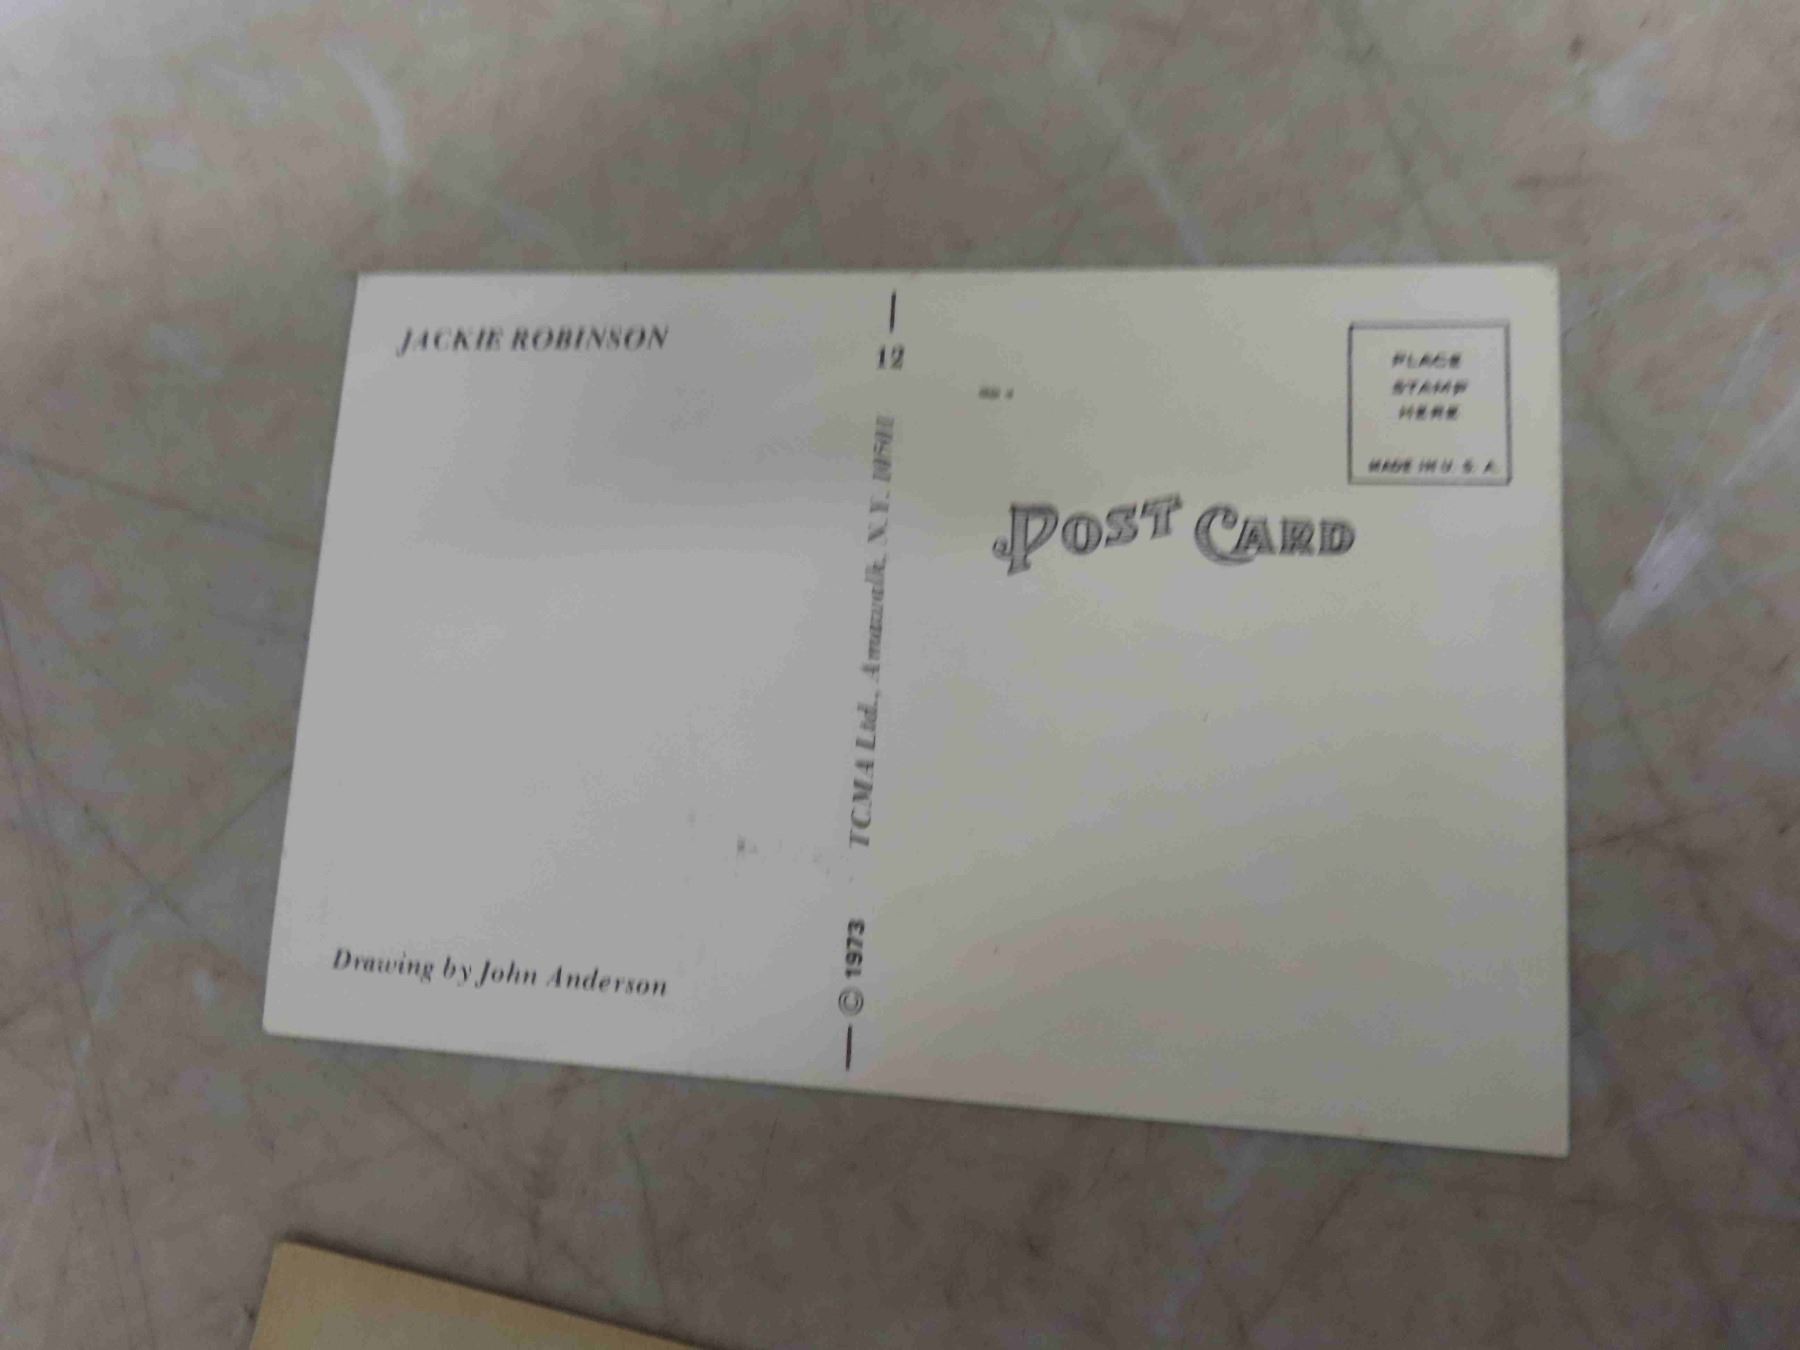 JACKIE ROBINSON
Drawing by John Anderson
12
© 1973 TCMA Ltd., Amawalk, N.Y. 10501
PLACE
STAMP
HERE
MADE IN U. S. A.
POST CARD